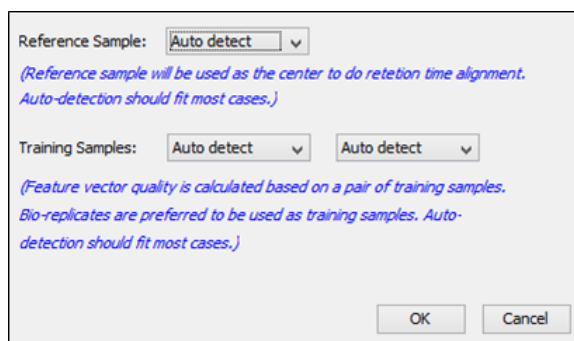 Reference Sample: Auto detect
(Reference sample will be used as the center to do retetion time alignment.
Auto-detection should fit most cases.)
Training Samples: Auto detect Auto detect
(Feature vector quality is calculated based on a pair of training samples.
Bio-replicates are preferred to be used as training samples. Auto-
detection should fit most cases.)
OK Cancel